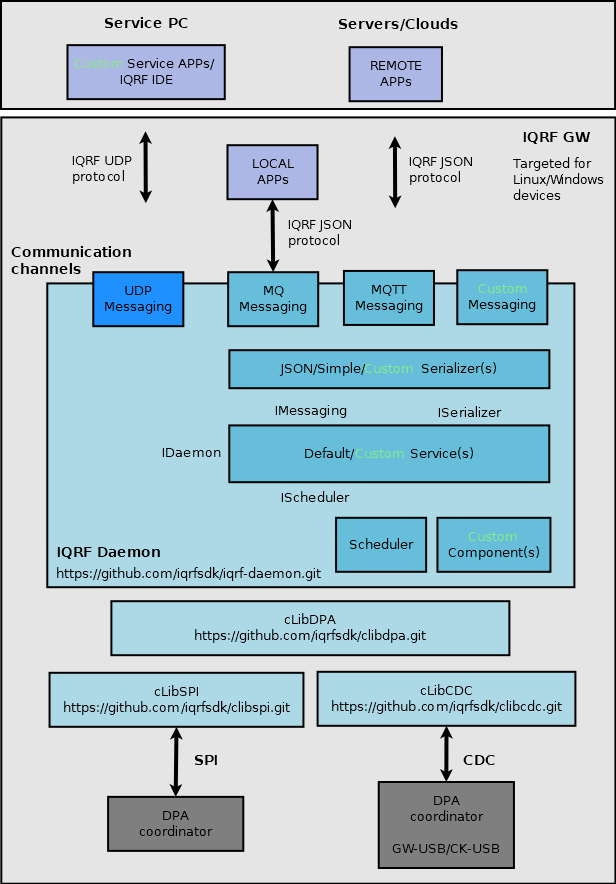 Service PC
Servers/Clouds
Custom Service APPs/
IQRF IDE
REMOTE
APPs
IQRF GW
Targeted for
Linux/Windows
devices
IQRF UDP
protocol
LOCAL
APPs
IQRF JSON
protocol
IQRF JSON
protocol
Communication
channels
UDP
Messaging
MQ
Messaging
MQTT
Messaging
Custom
Messaging
JSON/Simple/Custom Serializer(s)
IMessaging
ISerializer
IDaemon
Default/Custom Service(s)
IScheduler
Scheduler
Custom
Component(s)
IQRF Daemon
https://github.com/iqrfsdk/iqrf-daemon.git
cLibDPA
https://github.com/iqrfsdk/clibdpa.git
cLibSPI
https://github.com/iqrfsdk/clibspi.git
cLibCDC
https://github.com/iqrfsdk/clibcdc.git
SPI
CDC
DPA
coordinator
DPA
coordinator
GW-USB/CK-USB